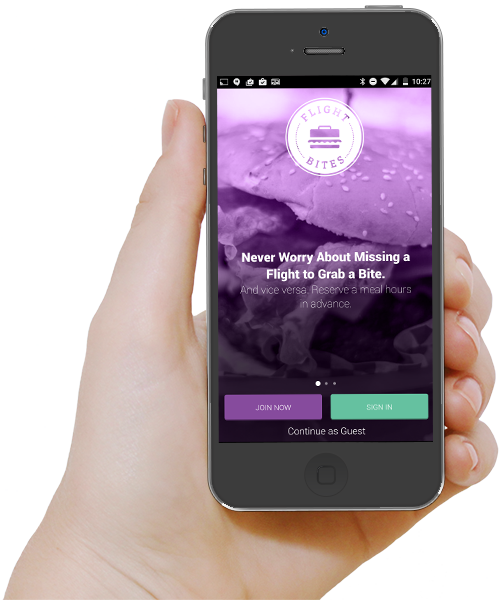 10:27
FLIGHT
BITES
Never Worry About Missing a
Flight to Grab a Bite.
And vice versa. Reserve a meal hours
in advance.
JOIN NOW SIGN IN
Continue as Guest